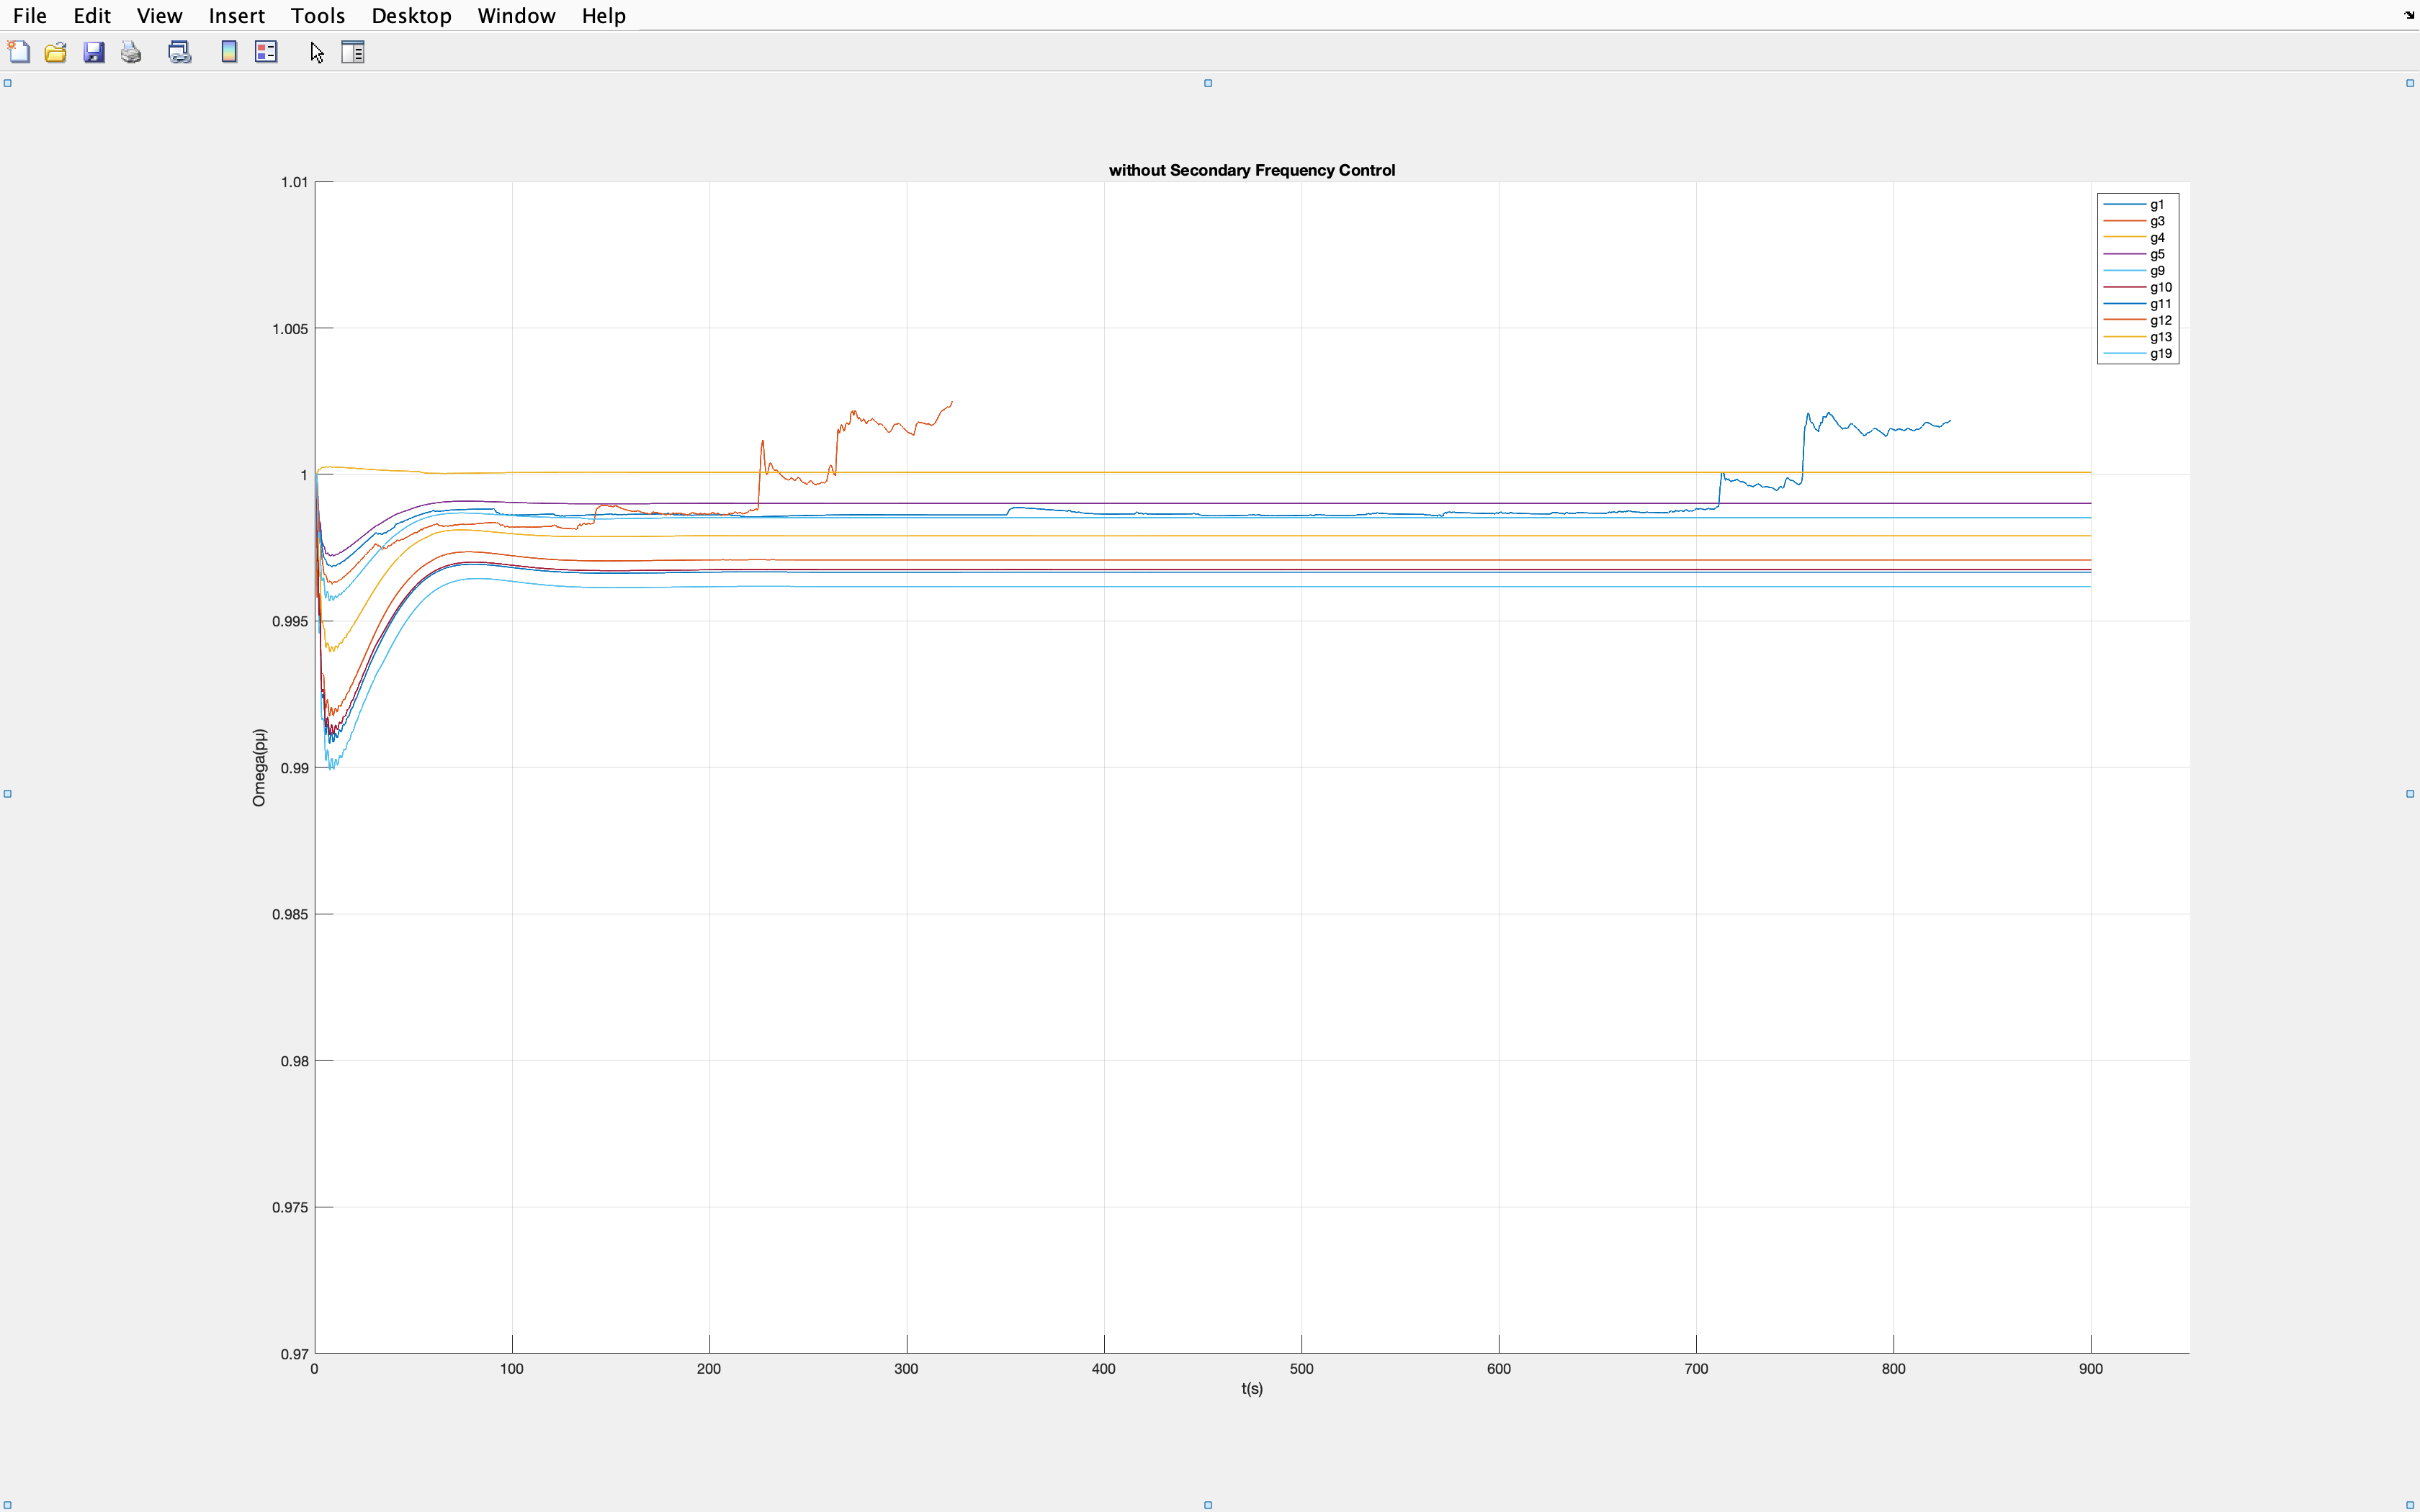 File Edit View Insert Tools Desktop Window Help
without Secondary Frequency Control
1.01
1.005
1
0.995
0.99
0.985
0.98
0.975
0.97
Omega(pμ)
0 100 200 300 400 500 600 700 800 900
t(s)
g1
g3
g4
g5
g9
g10
g11
g12
g13
g19